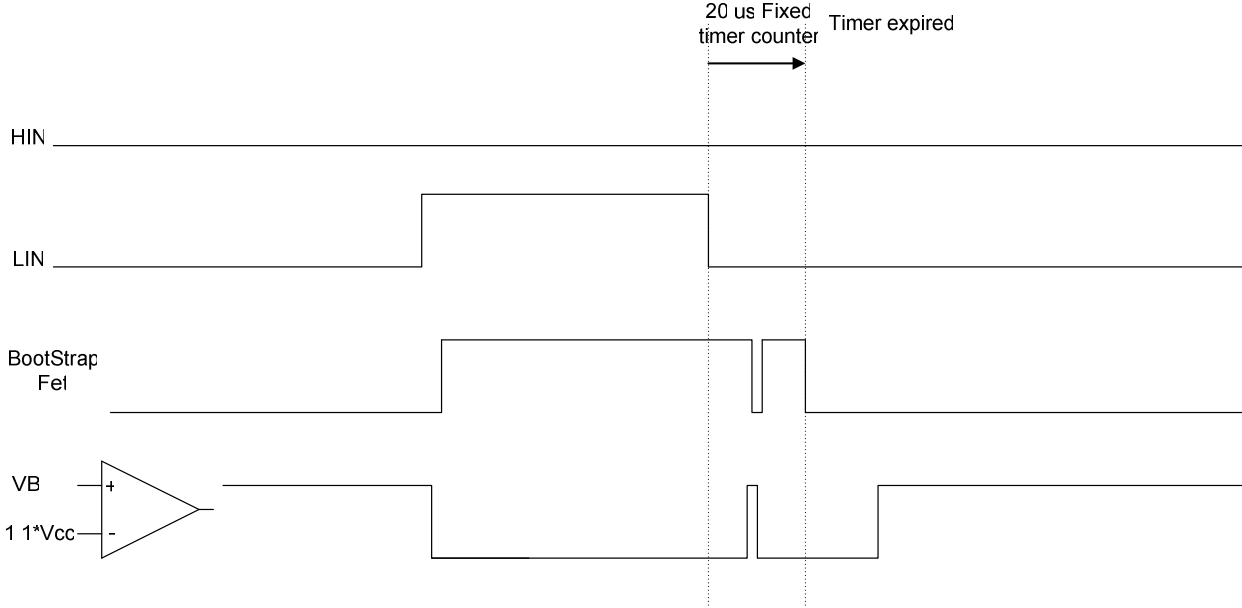 20 us Fixed
timer counter
Timer expired
HIN
LIN
BootStrap
Fet
VB
+
1 1*Vcc
-